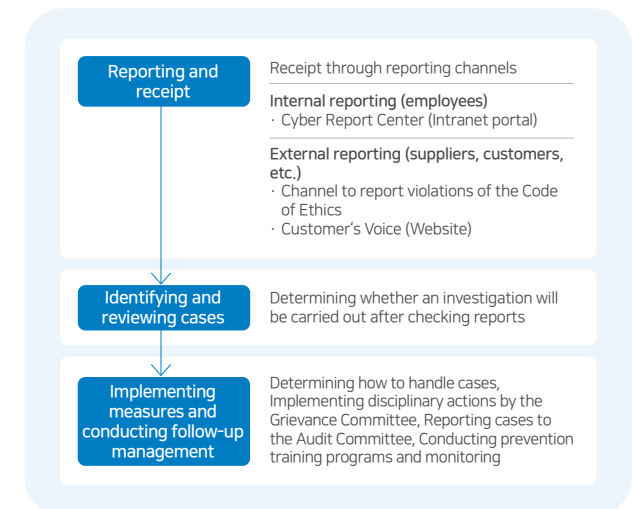 Reporting and
receipt
Receipt through reporting channels
Internal reporting (employees)
· Cyber Report Center (Intranet portal)
External reporting (suppliers, customers,
etc.)
· Channel to report violations of the Code
of Ethics
· Customer's Voice (Website)
Identifying and
reviewing cases
Determining whether an investigation will
be carried out after checking reports
Implementing
measures and
conducting follow-up
management
Determining how to handle cases,
Implementing disciplinary actions by the
Grievance Committee, Reporting cases to
the Audit Committee, Conducting prevention
training programs and monitoring